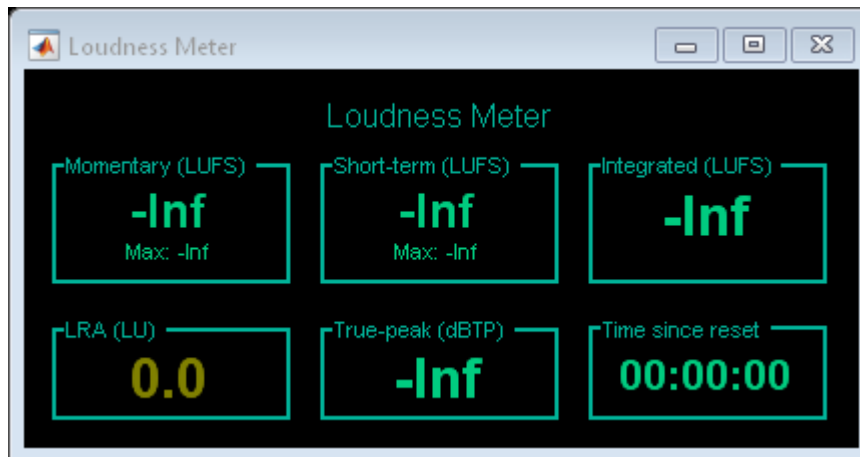 Loudness Meter
Loudness Meter
Momentary (LUFS)
-Inf
Max: -Inf
Short-term (LUFS)
-Inf
Max: -Inf
Integrated (LUFS)
-Inf
LRA (LU)
0.0
True-peak (dBTP)
-Inf
Time since reset
00:00:00